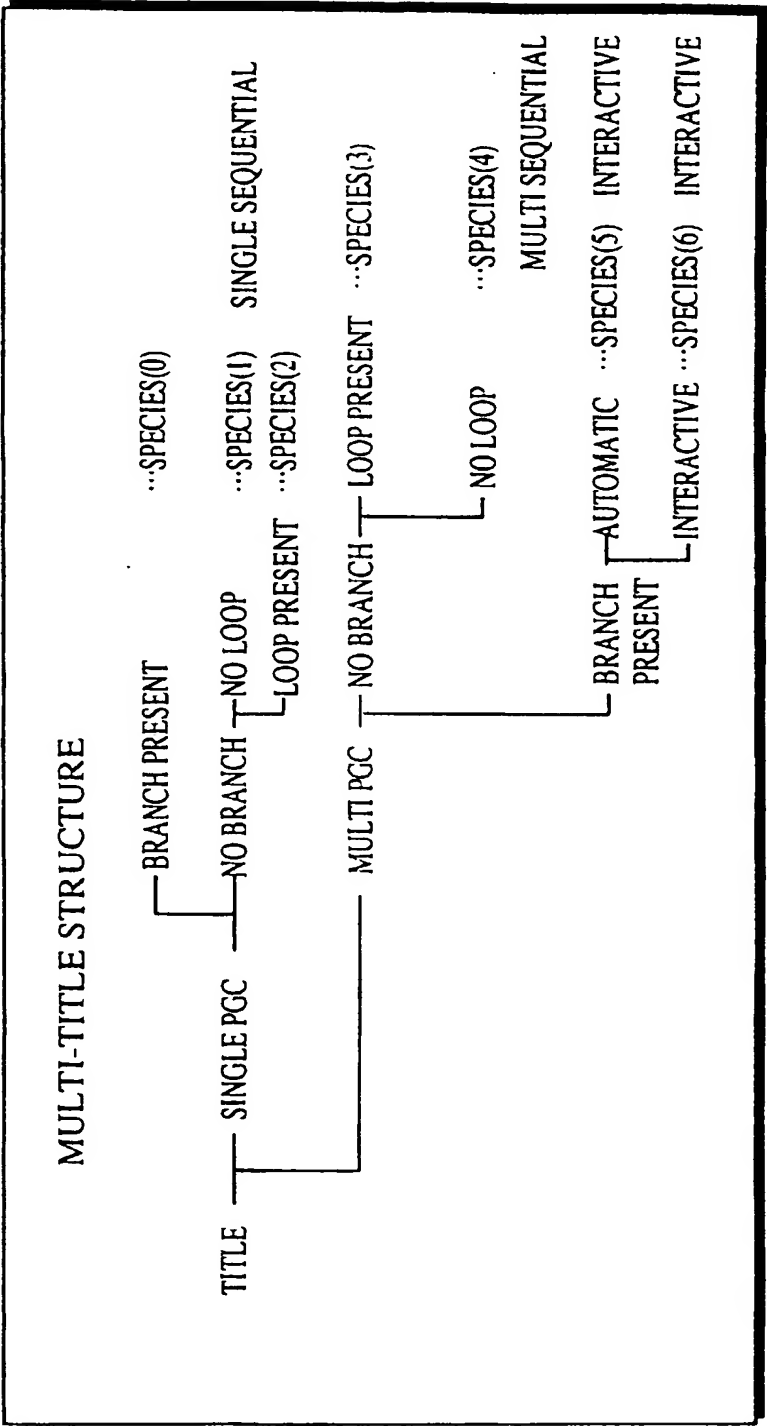 MULTI-TITLE STRUCTURE
BRANCH PRESENT ···SPECIES(0)
TITLE SINGLE PGC NO BRANCH NO LOOP ···SPECIES(1) SINGLE SEQUENTIAL
LOOP PRESENT ···SPECIES(2)
MULTI PGC NO BRANCH LOOP PRESENT ···SPECIES(3)
NO LOOP ···SPECIES(4)
MULTI SEQUENTIAL
BRANCH AUTOMATIC ···SPECIES(5) INTERACTIVE
PRESENT
INTERACTIVE ···SPECIES(6) INTERACTIVE